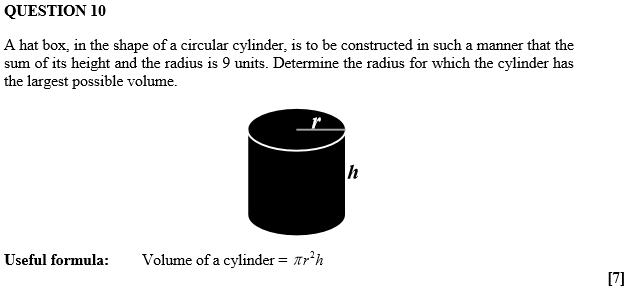 QUESTION 10
A hat box, in the shape of a circular cylinder, is to be constructed in such a manner that the
sum of its height and the radius is 9 units. Determine the radius for which the cylinder has
the largest possible volume.
r
h
Useful formula: Volume of a cylinder = πr²h
[7]